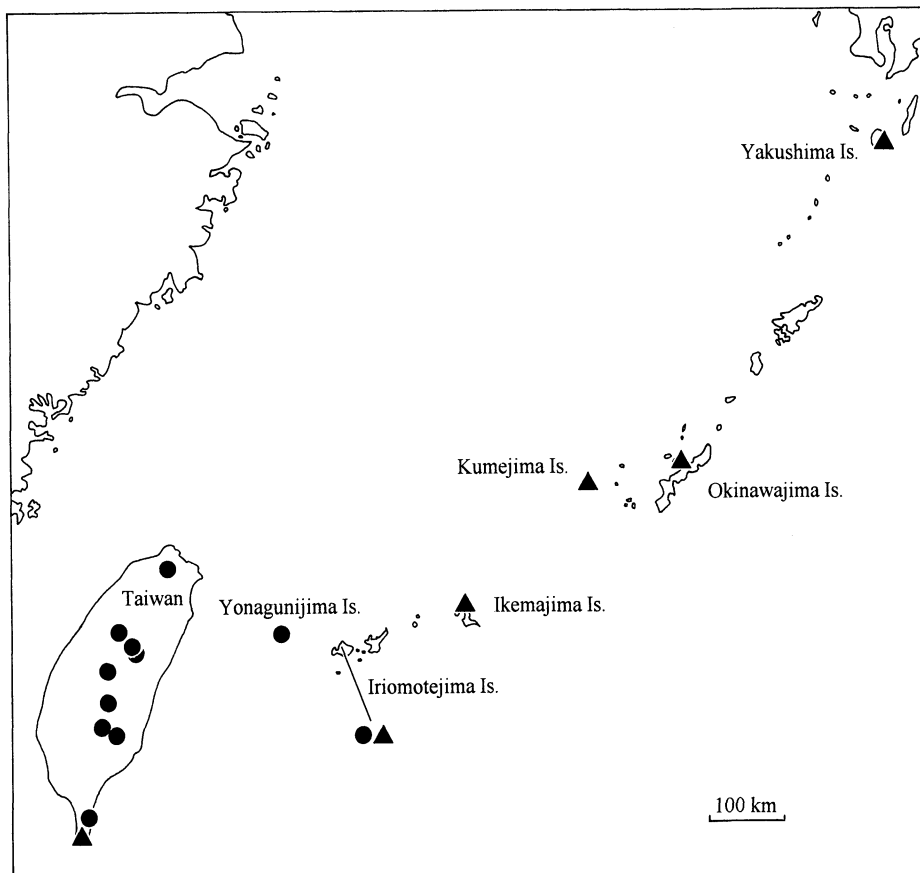 Yakushima Is.
Kumejima Is.
Okinawajima Is.
Taiwan
Yonagunijima Is.
Ikemajima Is.
Iriomotejima Is.
100 km